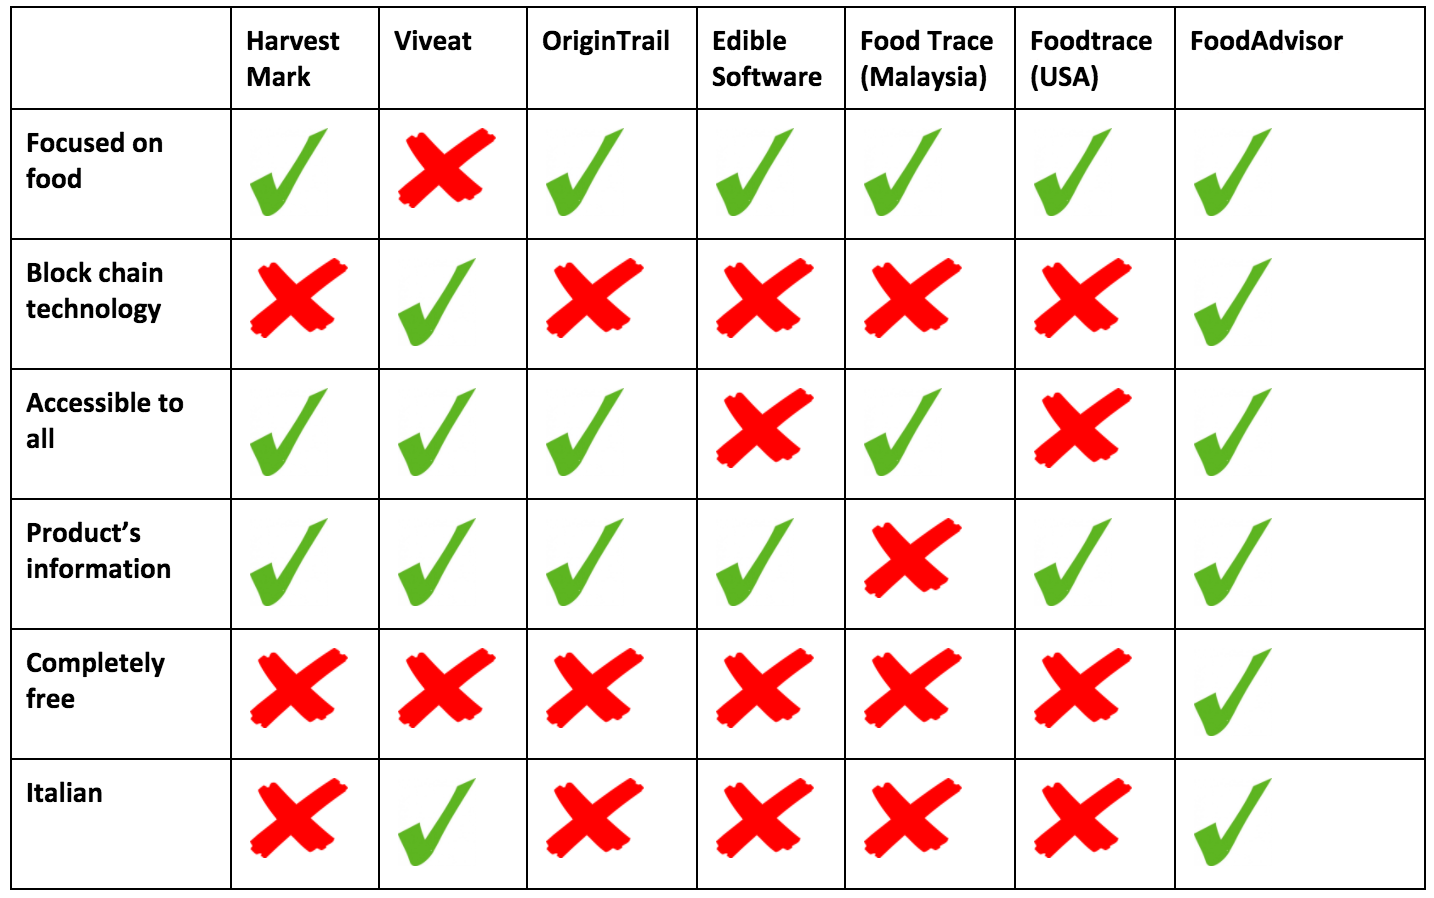 Harvest
Mark
Viveat
OriginTrail
Edible
Software
Food Trace
(Malaysia)
Foodtrace
(USA)
FoodAdvisor
Focused on
food
Block chain
technology
Accessible to
all
Product’s
information
Completely
free
Italian